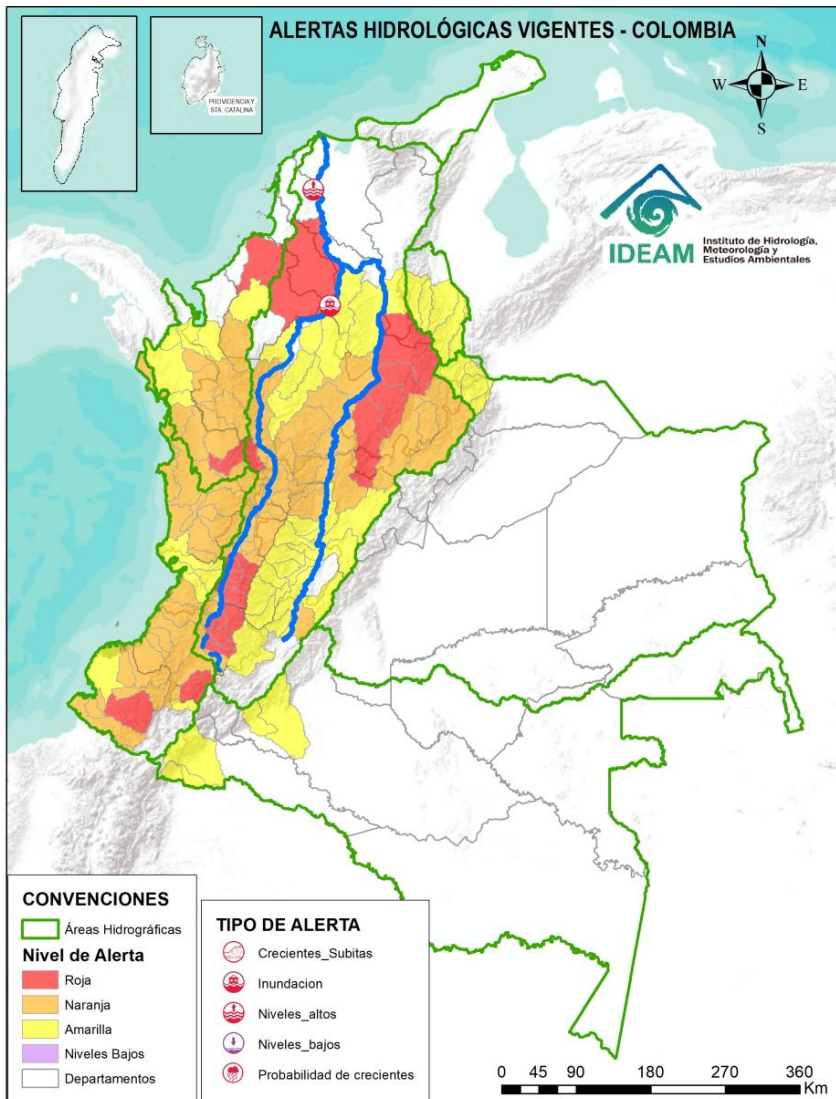 ALERTAS HIDROLÓGICAS VIGENTES - COLOMBIA
PROVIDENCIA Y
STA. CATALINA
N
W
E
S
IDEAM
Instituto de Hidrología,
Meteorología y
Estudios Ambientales
CONVENCIONES
Áreas Hidrográficas
Nivel de Alerta
Roja
Naranja
Amarilla
Niveles Bajos
Departamentos
TIPO DE ALERTA
Crecientes_Subitas
Inundacion
Niveles_altos
Niveles_bajos
Probabilidad de crecientes
0 45 90 180 270 360
Km